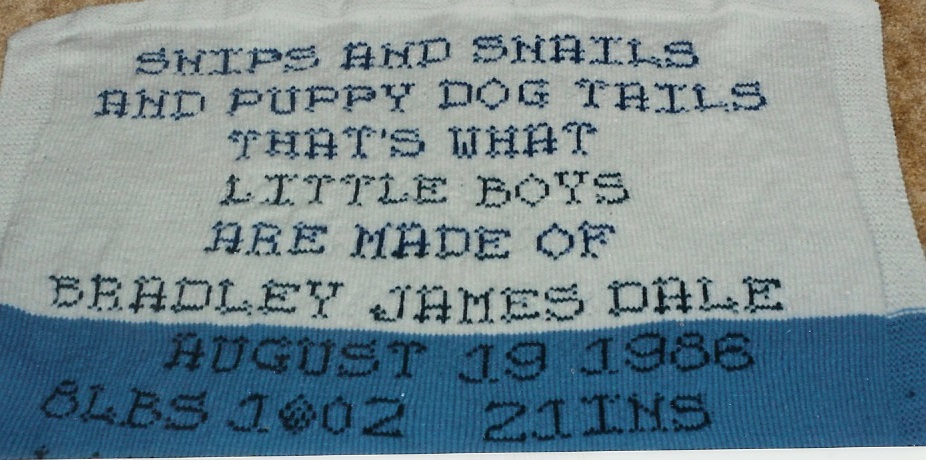 SNIPS AND SNAILS
AND PUPPY DOG TAILS
THAT'S WHAT
LITTLE BOYS
ARE MADE OF
BRADLEY JAMES DALE
AUGUST 19 1986
8LBS 21INS